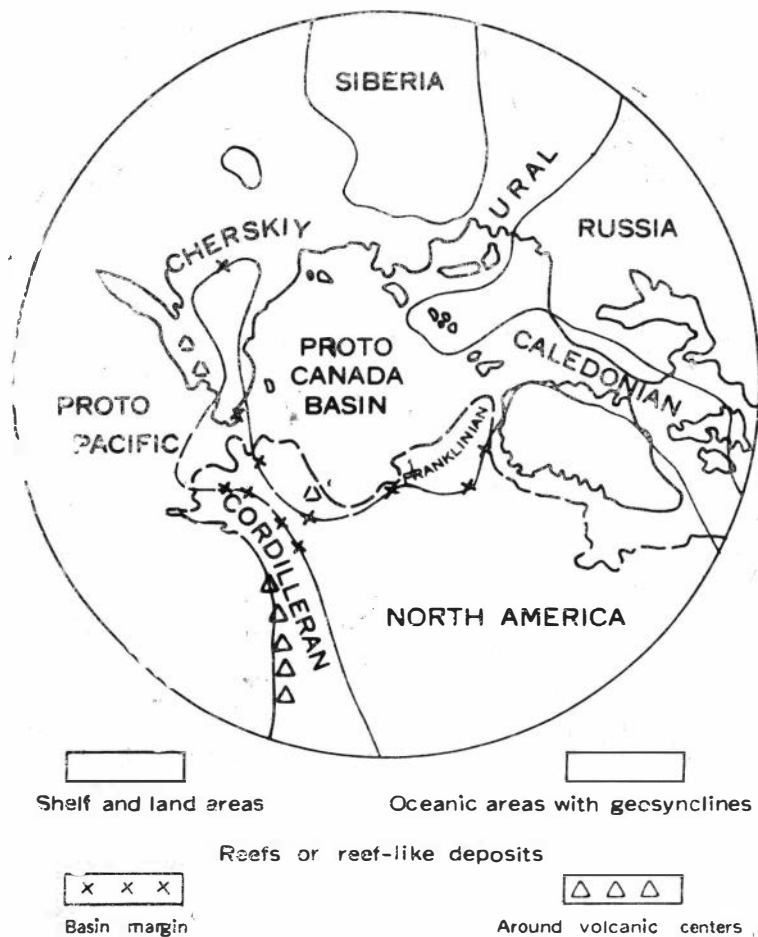 SIBERIA
URAL
RUSSIA
CHERSKIY
PROTO
CANADA
BASIN
CALEDONIAN
PROTO
PACIFIC
FRANKLINIAN
CORDILLERAN
NORTH AMERICA
Shelf and land areas
Oceanic areas with geosynclines
Reefs or reef-like deposits
Basin margin
Around volcanic centers